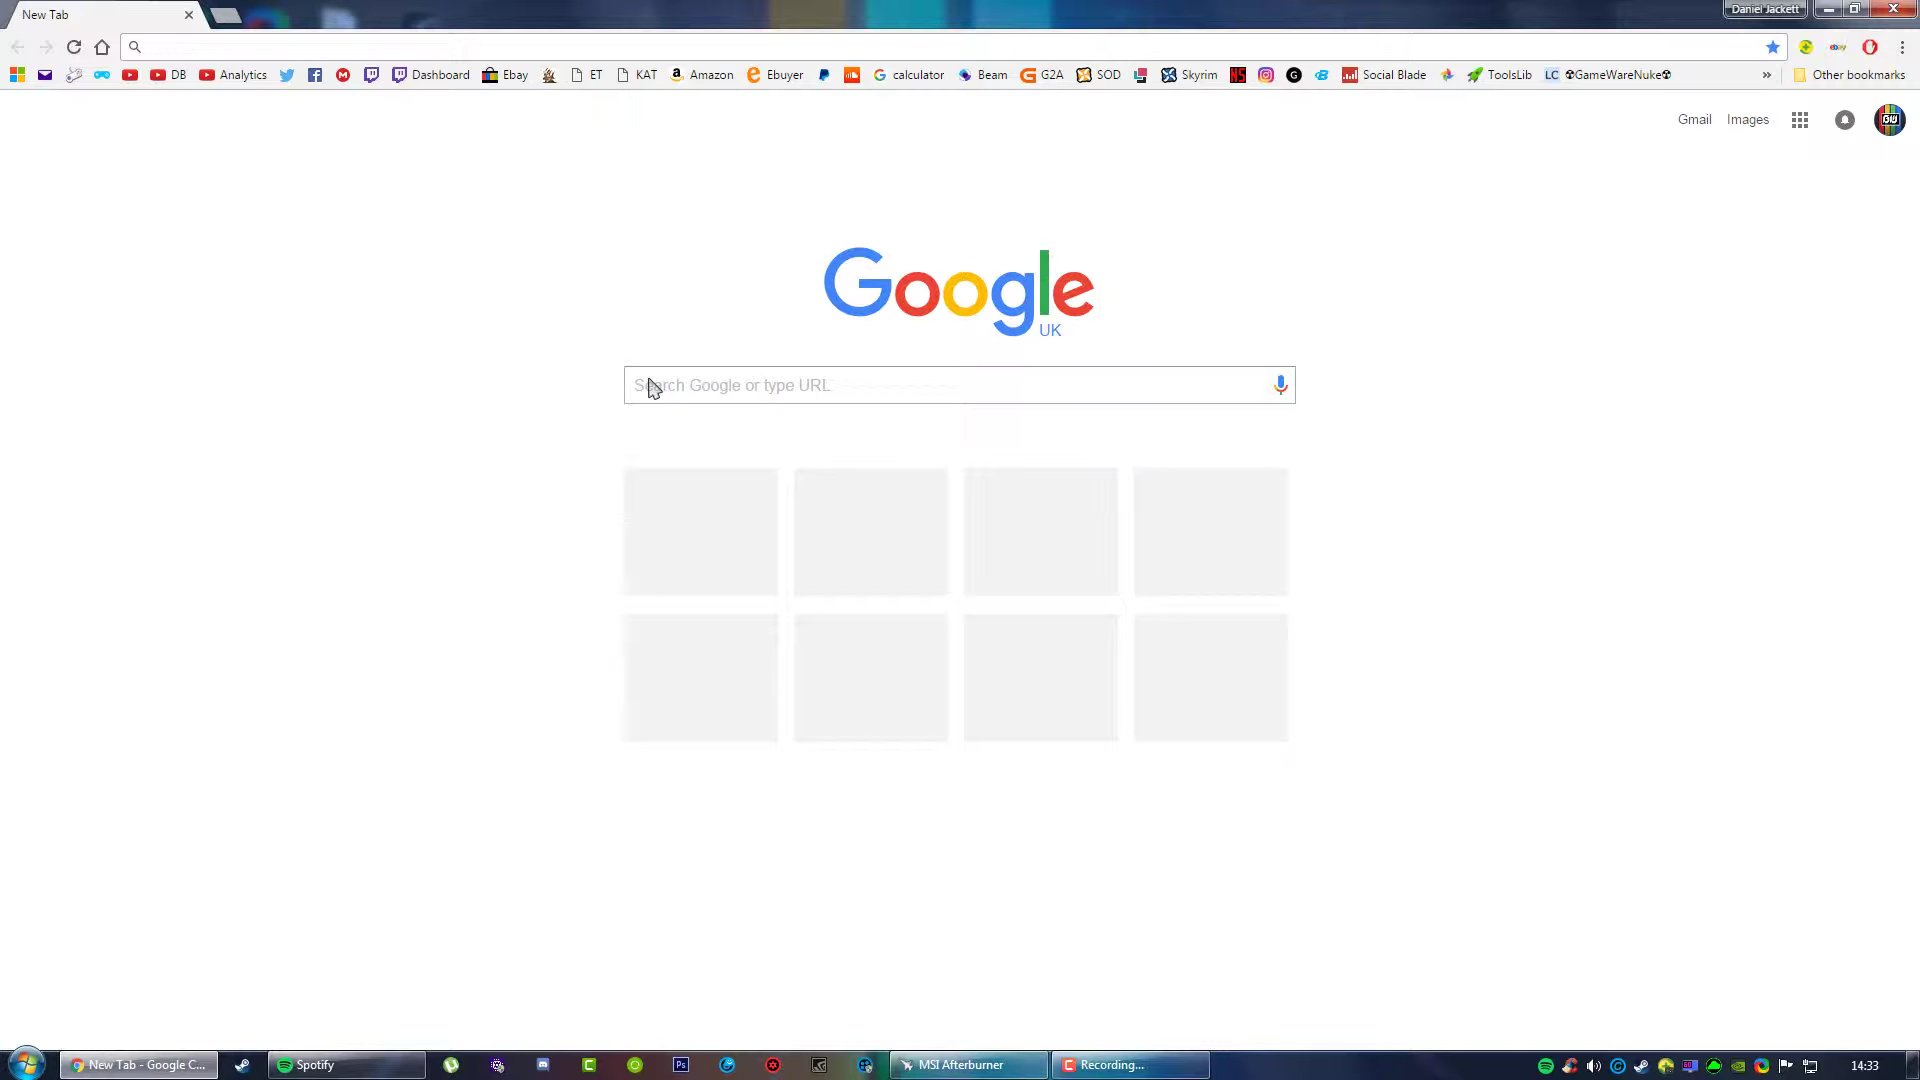 New Tab
Daniel Jackett
DB
Analytics
Dashboard
Ebay
ET
KAT
Amazon
Ebuyer
calculator
Beam
G2A
SOD
Skyrim
Social Blade
ToolsLib
LC
☢GameWareNuke☢
»
Other bookmarks
Gmail
Images
Google
UK
Search Google or type URL
New Tab - Google C...
Spotify
Ps
MSI Afterburner
Recording...
14:33